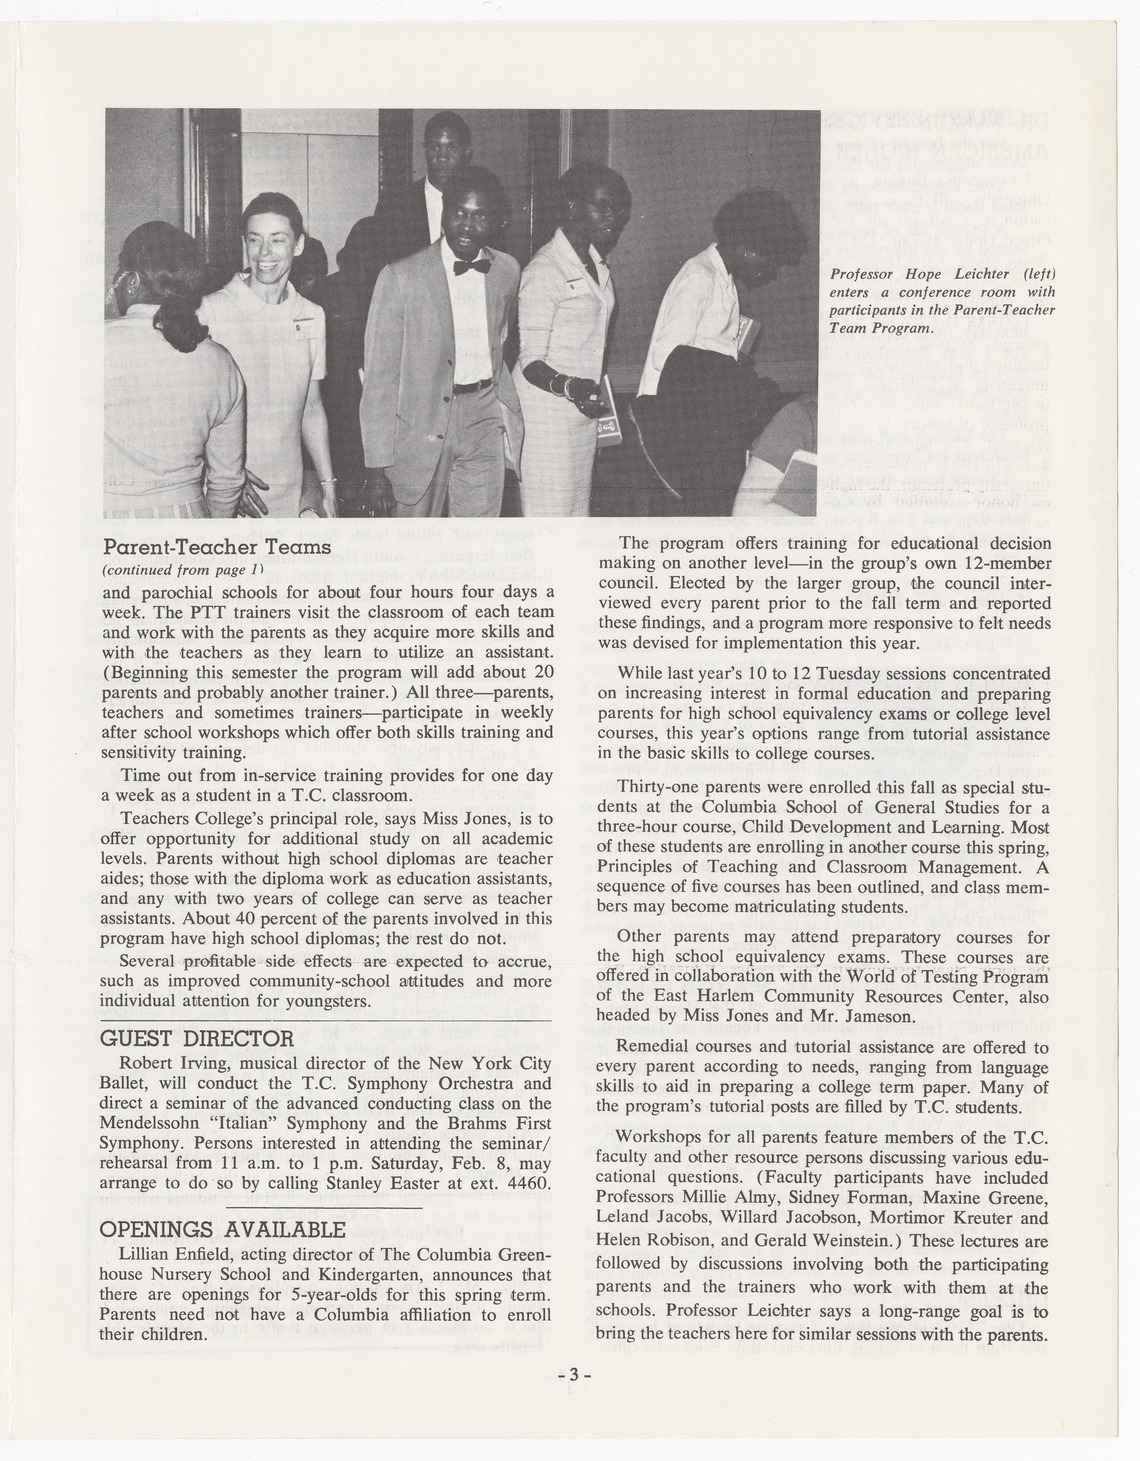 Professor Hope Leichter (left)
enters a conference room with
participants in the Parent-Teacher
Team Program.
Parent-Teacher Teams
(continued from page 1)
and parochial schools for about four hours four days a
week. The PTT trainers visit the classroom of each team
and work with the parents as they acquire more skills and
with the teachers as they learn to utilize an assistant.
(Beginning this semester the program will add about 20
parents and probably another trainer.) All three—parents,
teachers and sometimes trainers—participate in weekly
after school workshops which offer both skills training and
sensitivity training.
Time out from in-service training provides for one day
a week as a student in a T.C. classroom.
Teachers College's principal role, says Miss Jones, is to
offer opportunity for additional study on all academic
levels. Parents without high school diplomas are teacher
aides; those with the diploma work as education assistants,
and any with two years of college can serve as teacher
assistants. About 40 percent of the parents involved in this
program have high school diplomas; the rest do not.
Several profitable side effects are expected to accrue,
such as improved community-school attitudes and more
individual attention for youngsters.
GUEST DIRECTOR
Robert Irving, musical director of the New York City
Ballet, will conduct the T.C. Symphony Orchestra and
direct a seminar of the advanced conducting class on the
Mendelssohn "Italian" Symphony and the Brahms First
Symphony. Persons interested in attending the seminar/
rehearsal from 11 a.m. to 1 p.m. Saturday, Feb. 8, may
arrange to do so by calling Stanley Easter at ext. 4460.
OPENINGS AVAILABLE
Lillian Enfield, acting director of The Columbia Green-
house Nursery School and Kindergarten, announces that
there are openings for 5-year-olds for this spring term.
Parents need not have a Columbia affiliation to enroll
their children.
The program offers training for educational decision
making on another level—in the group's own 12-member
council. Elected by the larger group, the council inter-
viewed every parent prior to the fall term and reported
these findings, and a program more responsive to felt needs
was devised for implementation this year.
While last year's 10 to 12 Tuesday sessions concentrated
on increasing interest in formal education and preparing
parents for high school equivalency exams or college level
courses, this year's options range from tutorial assistance
in the basic skills to college courses.
Thirty-one parents were enrolled this fall as special stu-
dents at the Columbia School of General Studies for a
three-hour course, Child Development and Learning. Most
of these students are enrolling in another course this spring,
Principles of Teaching and Classroom Management. A
sequence of five courses has been outlined, and class mem-
bers may become matriculating students.
Other parents may attend preparatory courses for
the high school equivalency exams. These courses are
offered in collaboration with the World of Testing Program
of the East Harlem Community Resources Center, also
headed by Miss Jones and Mr. Jameson.
Remedial courses and tutorial assistance are offered to
every parent according to needs, ranging from language
skills to aid in preparing a college term paper. Many of
the program's tutorial posts are filled by T.C. students.
Workshops for all parents feature members of the T.C.
faculty and other resource persons discussing various edu-
cational questions. (Faculty participants have included
Professors Millie Almy, Sidney Forman, Maxine Greene,
Leland Jacobs, Willard Jacobson, Mortimor Kreuter and
Helen Robison, and Gerald Weinstein.) These lectures are
followed by discussions involving both the participating
parents and the trainers who work with them at the
schools. Professor Leichter says a long-range goal is to
bring the teachers here for similar sessions with the parents.
- 3 -